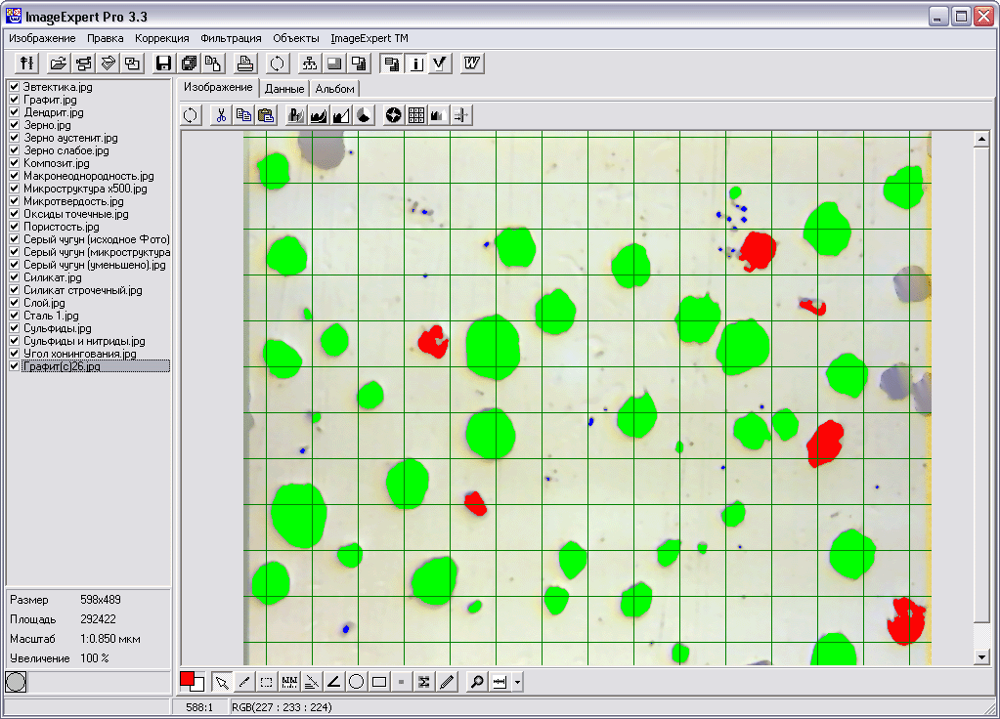 ImageExpert Pro 3.3
Изображение Правка Коррекция Фильтрация Объекты ImageExpert TM
i W
Изображение Данные Альбом
Эвтектика.jpg
Графит.jpg
Дендрит.jpg
Зерно.jpg
Зерно аустенит.jpg
Зерно слабое.jpg
Композит.jpg
Макронеоднородность.jpg
Микроструктура x500.jpg
Микротвердость.jpg
Оксиды точечные.jpg
Пористость.jpg
Серый чугун (исходное Фото)
Серый чугун (микроструктура
Серый чугун (уменьшено).jpg
Силикат.jpg
Силикат строчечный.jpg
Слой.jpg
Сталь 1.jpg
Сульфиды.jpg
Сульфиды и нитриды.jpg
Угол хонингования.jpg
Графит(с)26.jpg
Размер 598x489
Площадь 292422
Масштаб 1:0.850 мкм
Увеличение 100 %
588:1 RGB(227 : 233 : 224)